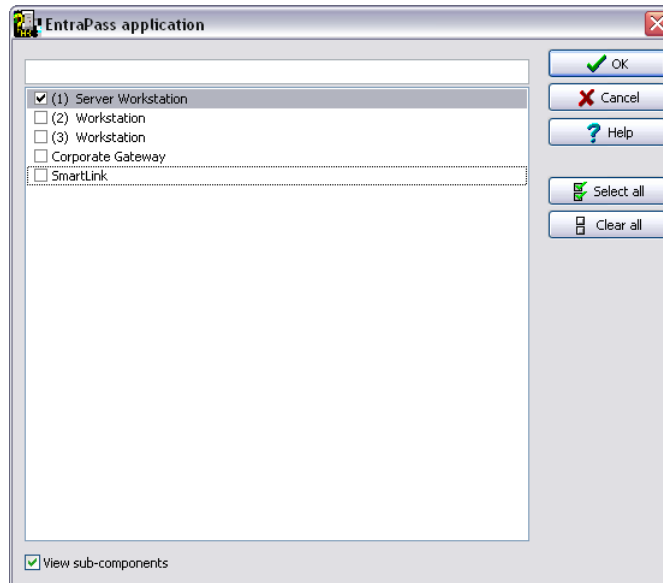 EntraPass application
OK
(1) Server Workstation
Cancel
(2) Workstation
(3) Workstation
Help
Corporate Gateway
SmartLink
Select all
Clear all
View sub-components